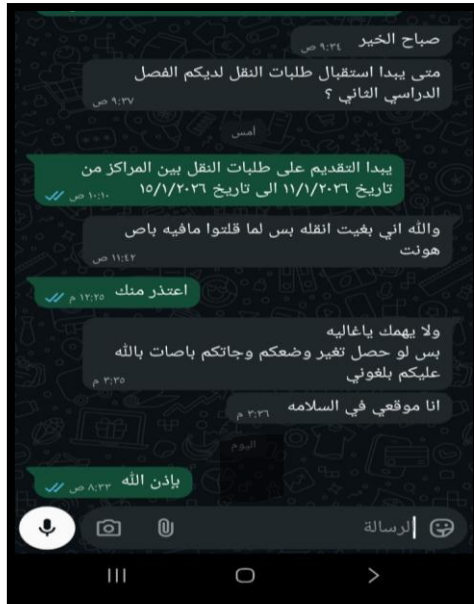 صباح الخير ٩:٣٤ ص
متى يبدا استقبال طلبات النقل لديكم الفصل
الدراسي الثاني ؟
٩:٣٧ ص
أمس
يبدا التقديم على طلبات النقل بين المراكز من
تاريخ ١١/١/٢٠٢٦ الى تاريخ ١٥/١/٢٠٢٦
١٠:١٠ ص
والله اني بغيت انقله بس لما قلتوا مافيه باص
هونت
١١:٤٢ ص
اعتذر منك ١٢:٢٥ م
ولا يهمك ياغاليه
بس لو حصل تغير وضعكم وجاتكم باصات بالله
عليكم بلغوني
٣:٣٥ م
انا موقعي في السلامه ٣:٣٦ م
اليوم
بإذن الله ٨:٣٣ ص
لرسالة